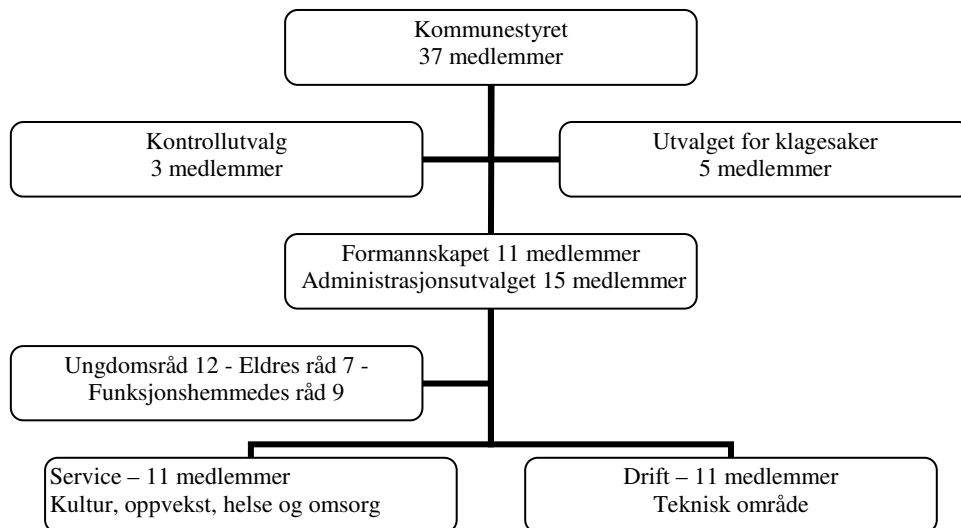 Kommunestyret
37 medlemmer
Kontrollutvalg
3 medlemmer
Utvalget for klagesaker
5 medlemmer
Formannskapet 11 medlemmer
Administrasjonsutvalget 15 medlemmer
Ungdomsråd 12 - Eldres råd 7 -
Funksjonshemmedes råd 9
Service – 11 medlemmer
Kultur, oppvekst, helse og omsorg
Drift – 11 medlemmer
Teknisk område